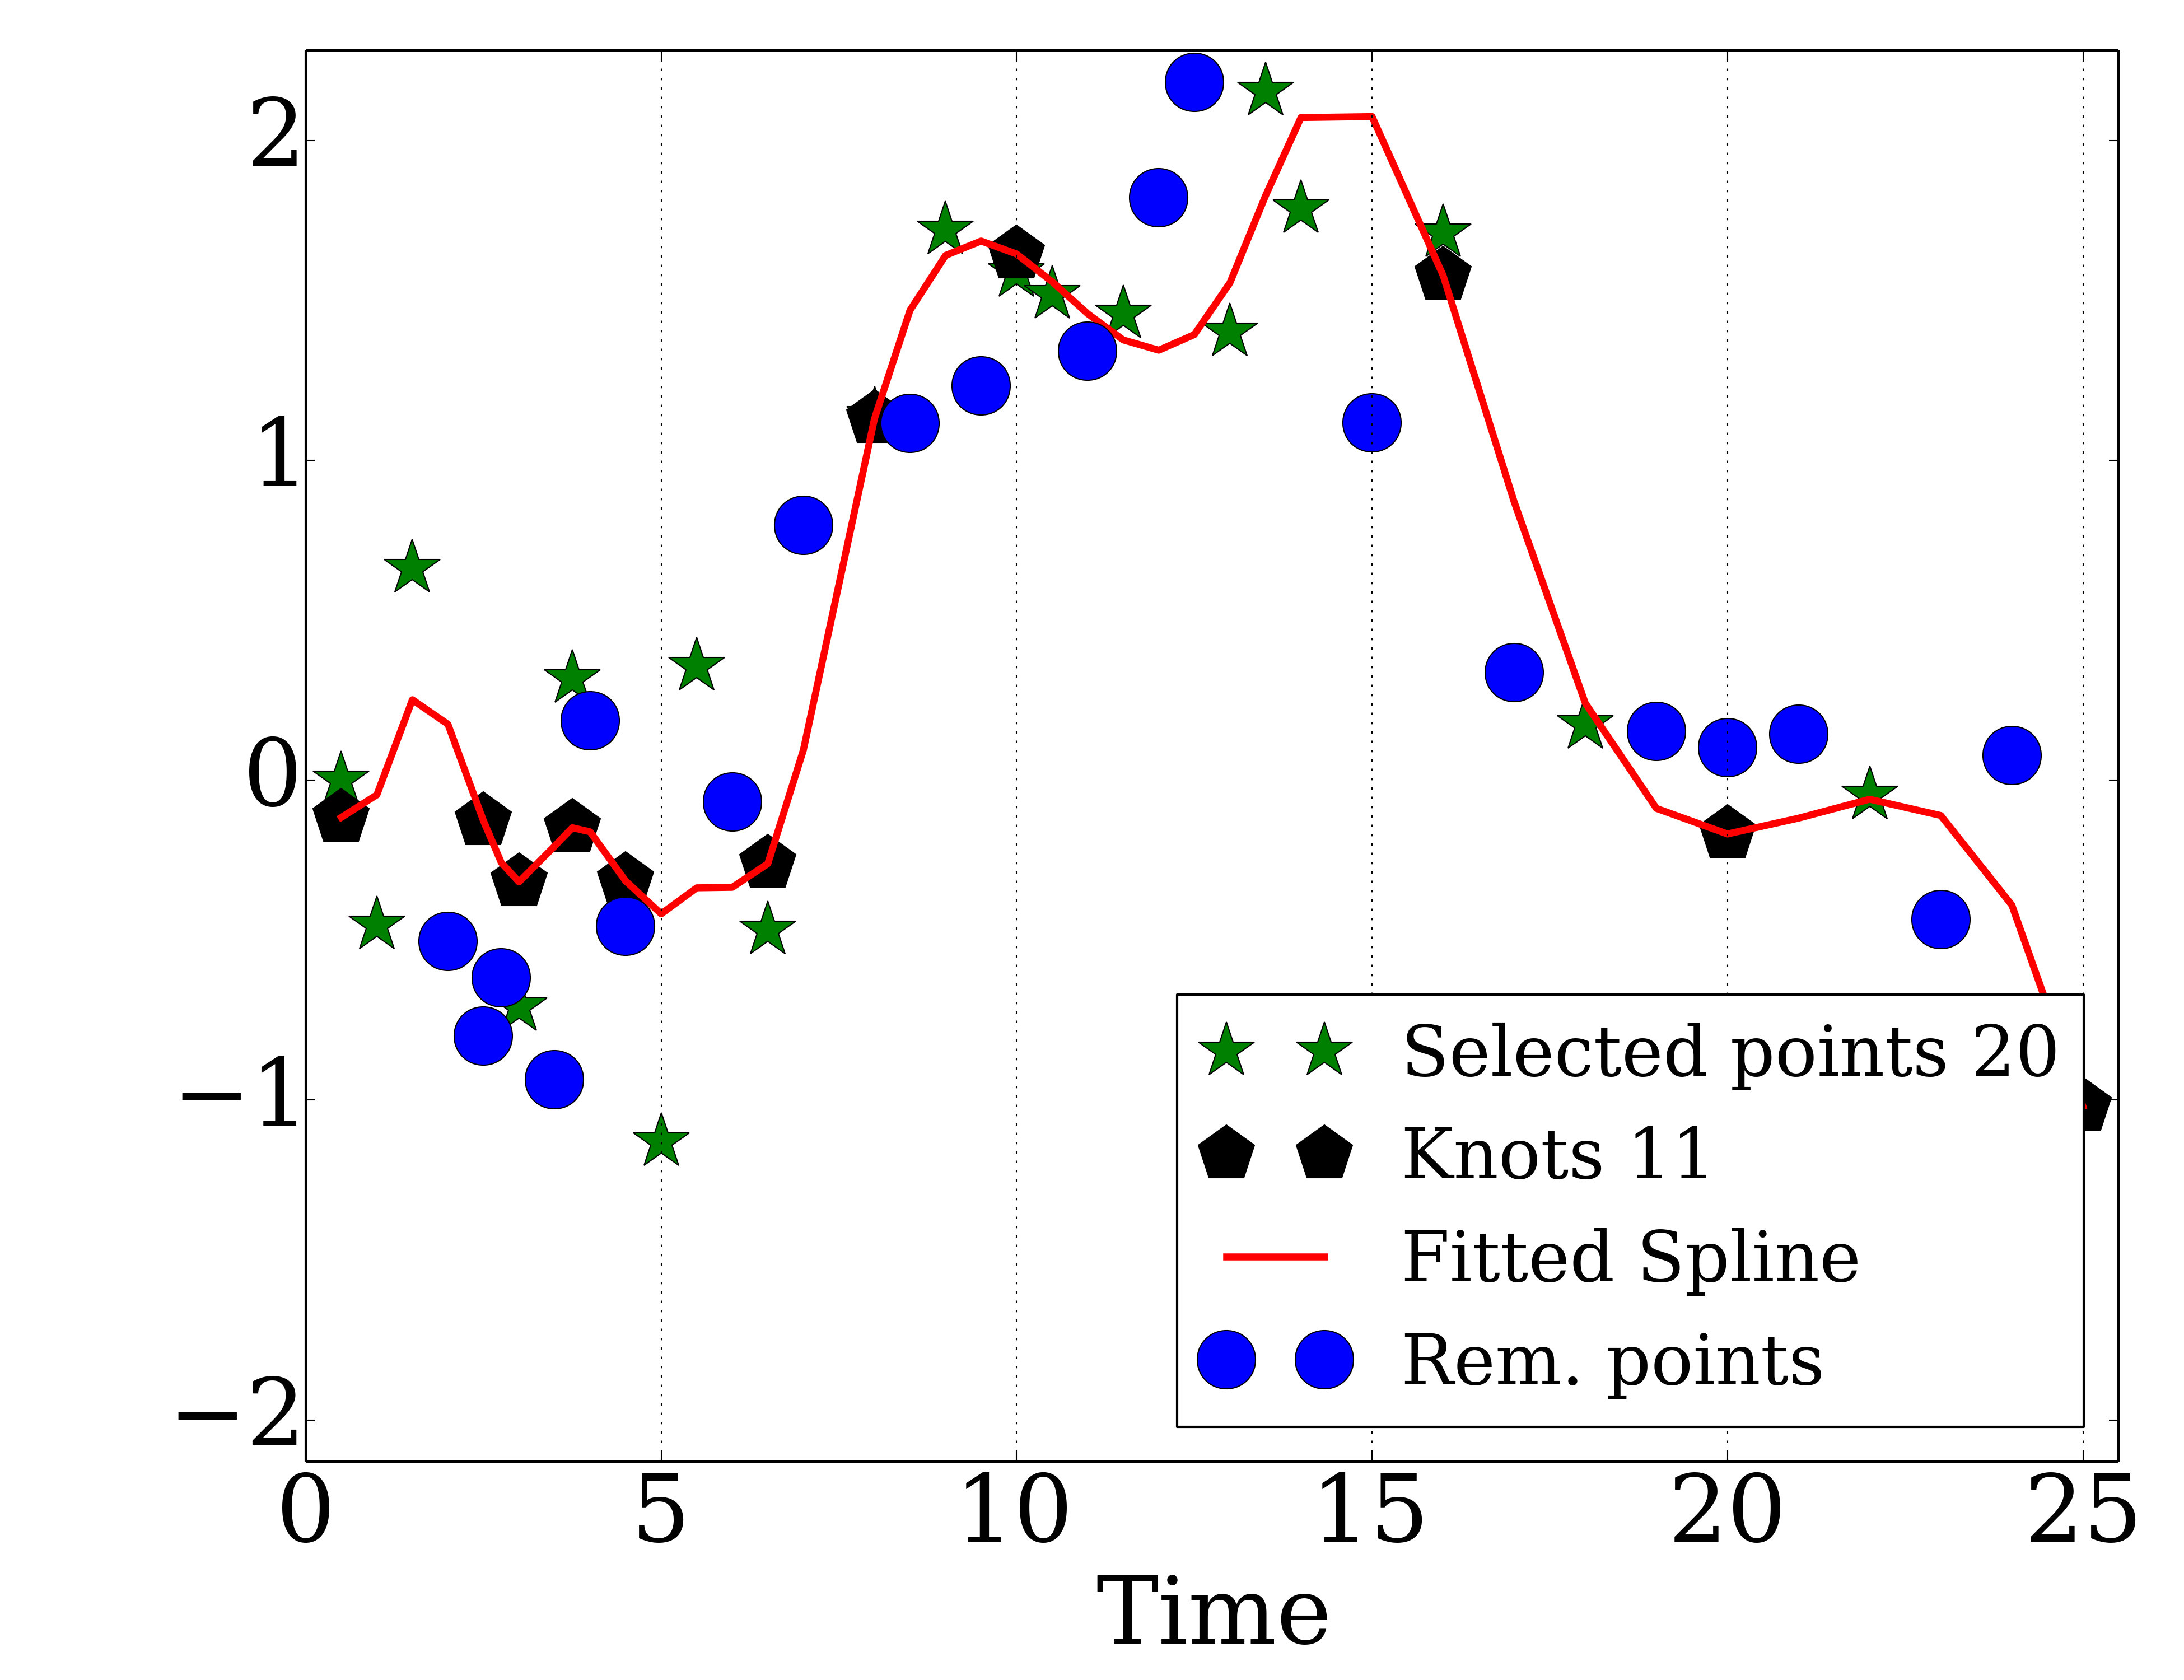 2
1
0
−1
−2
0 5 10 15 20 25
Time
Selected points 20
Knots 11
Fitted Spline
Rem. points